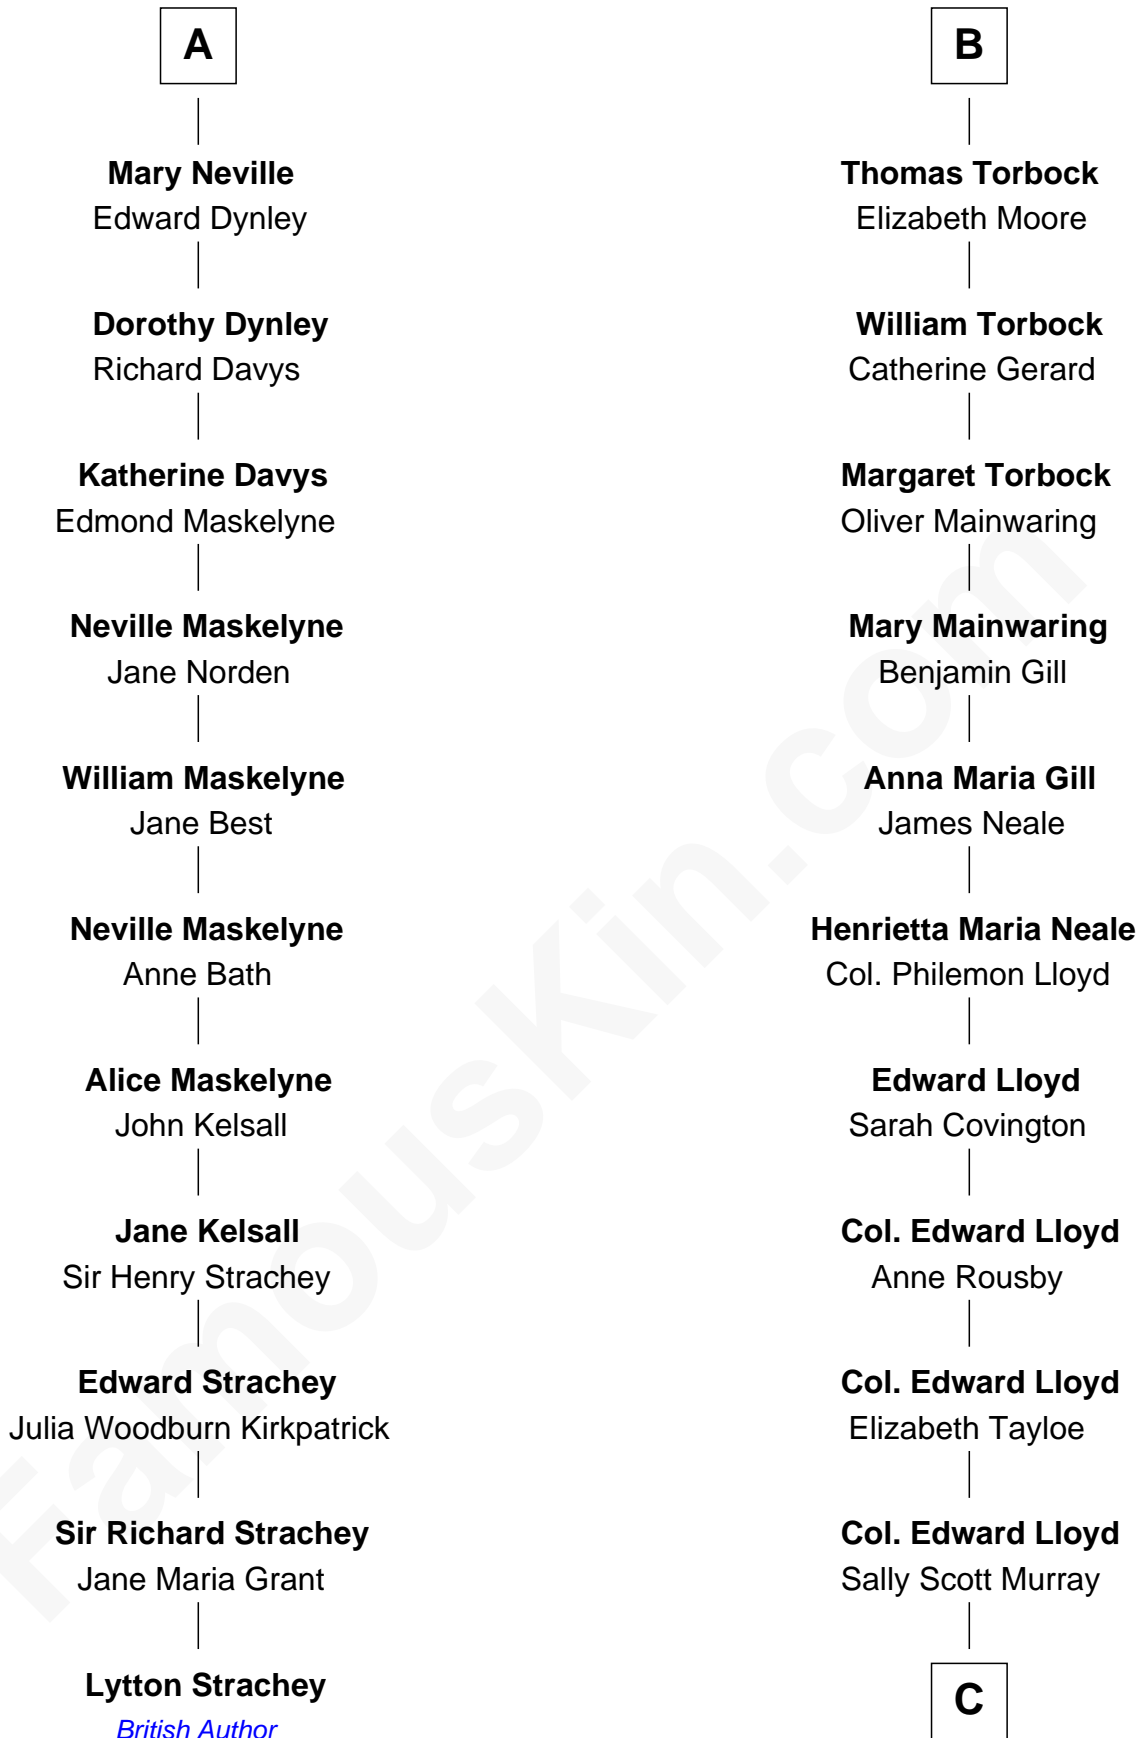 A
Mary Neville
Edward Dynley
Dorothy Dynley
Richard Davys
Katherine Davys
Edmond Maskelyne
Neville Maskelyne
Jane Norden
William Maskelyne
Jane Best
Neville Maskelyne
Anne Bath
Alice Maskelyne
John Kelsall
Jane Kelsall
Sir Henry Strachey
Edward Strachey
Julia Woodburn Kirkpatrick
Sir Richard Strachey
Jane Maria Grant
Lytton Strachey
British Author
B
Thomas Torbock
Elizabeth Moore
William Torbock
Catherine Gerard
Margaret Torbock
Oliver Mainwaring
Mary Mainwaring
Benjamin Gill
Anna Maria Gill
James Neale
Henrietta Maria Neale
Col. Philemon Lloyd
Edward Lloyd
Sarah Covington
Col. Edward Lloyd
Anne Rousby
Col. Edward Lloyd
Elizabeth Tayloe
Col. Edward Lloyd
Sally Scott Murray
C
FamousKin.com